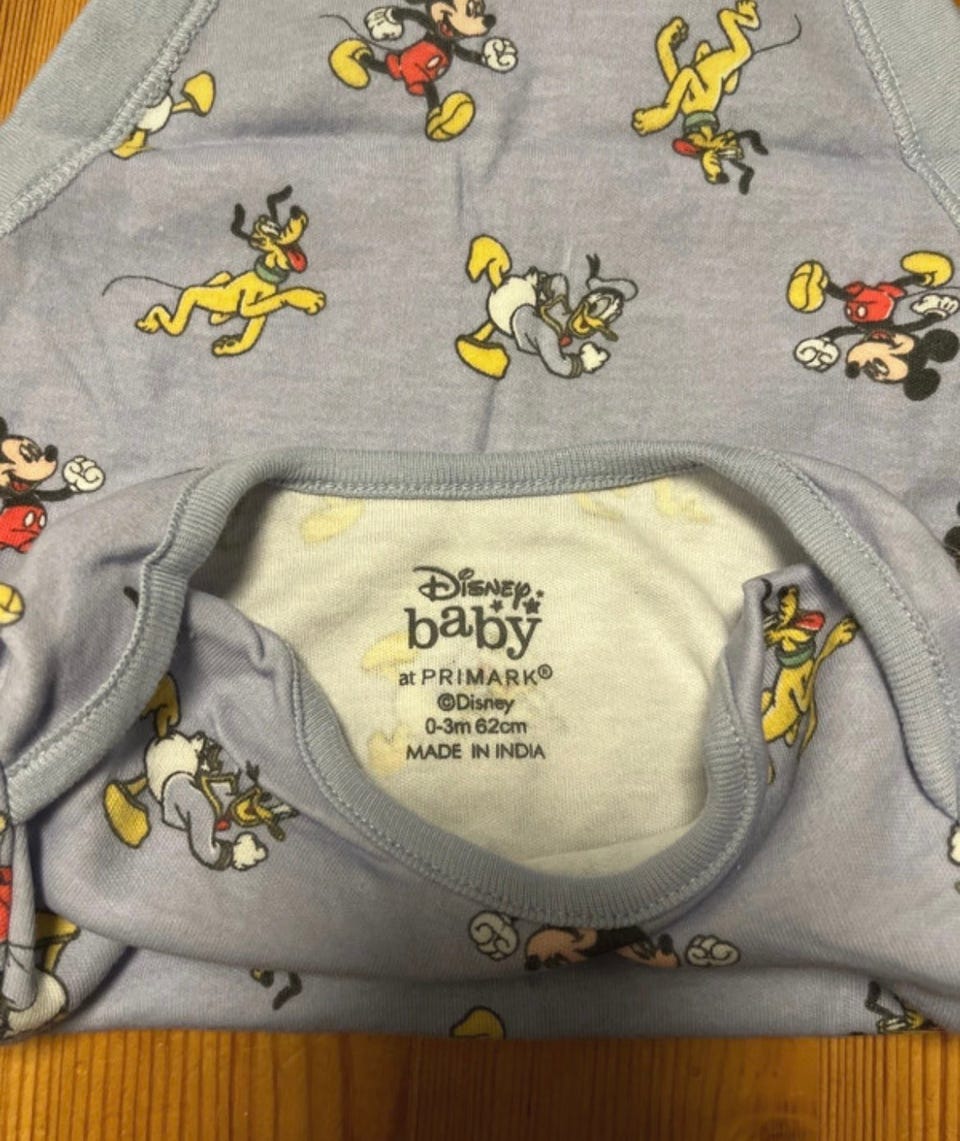 Disney
baby
at PRIMARK®
©Disney
0-3m 62cm
MADE IN INDIA